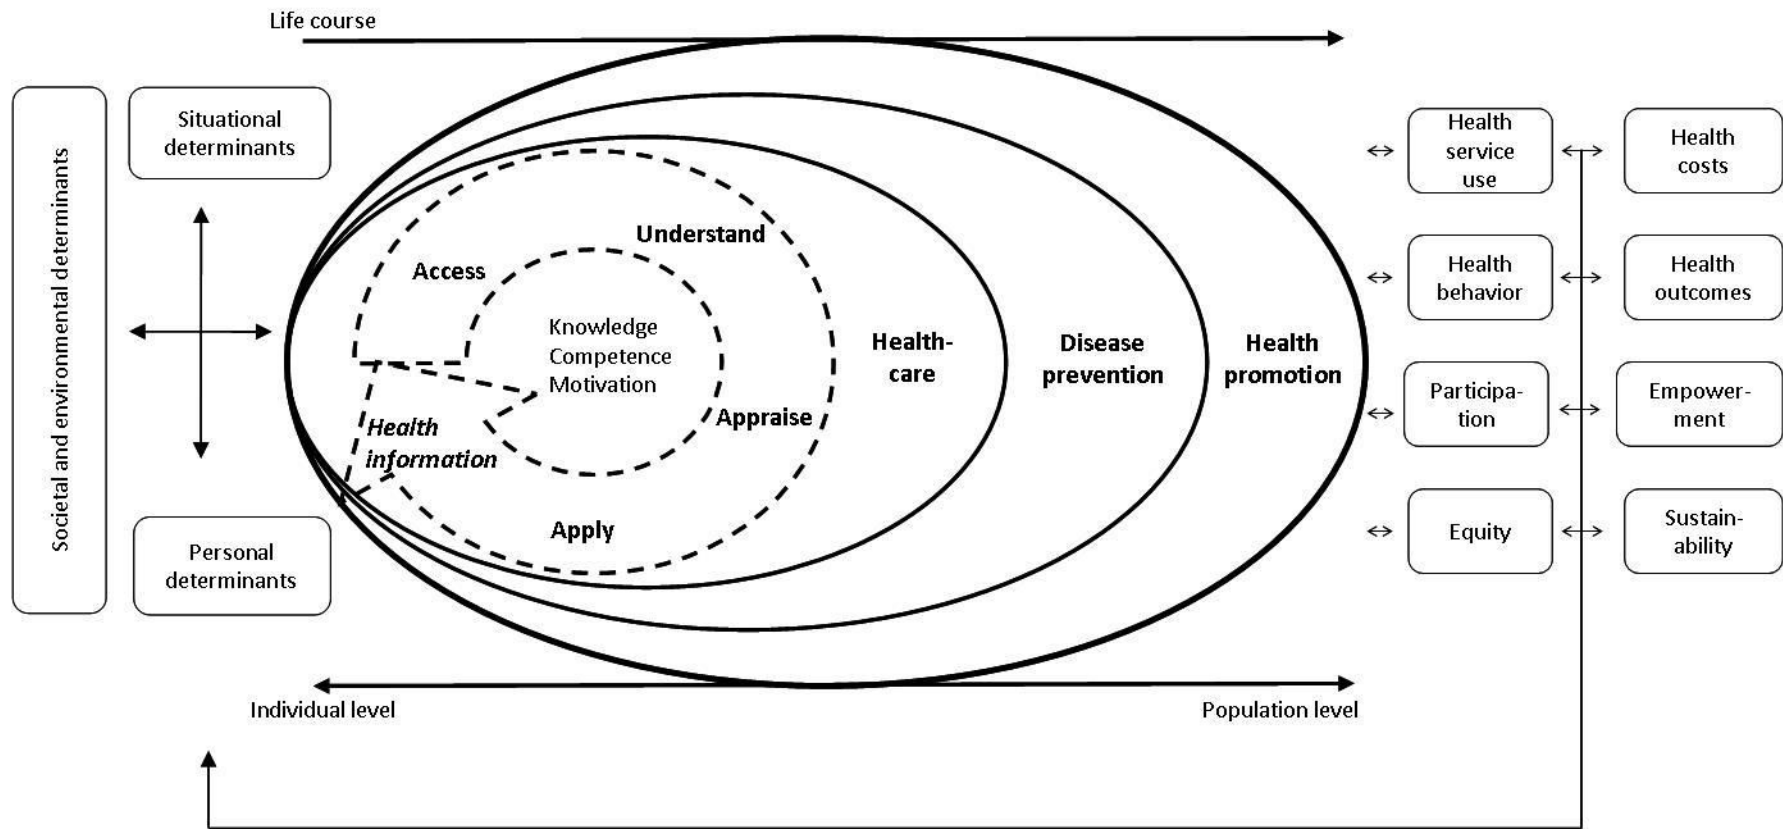 Life course
Societal and environmental determinants
Situational
determinants
Personal
determinants
Access
Understand
Appraise
Apply
Health
information
Knowledge
Competence
Motivation
Health-
care
Disease
prevention
Health
promotion
Individual level
Population level
Health
service
use
Health
costs
Health
behavior
Health
outcomes
Participa-
tion
Empower-
ment
Equity
Sustain-
ability